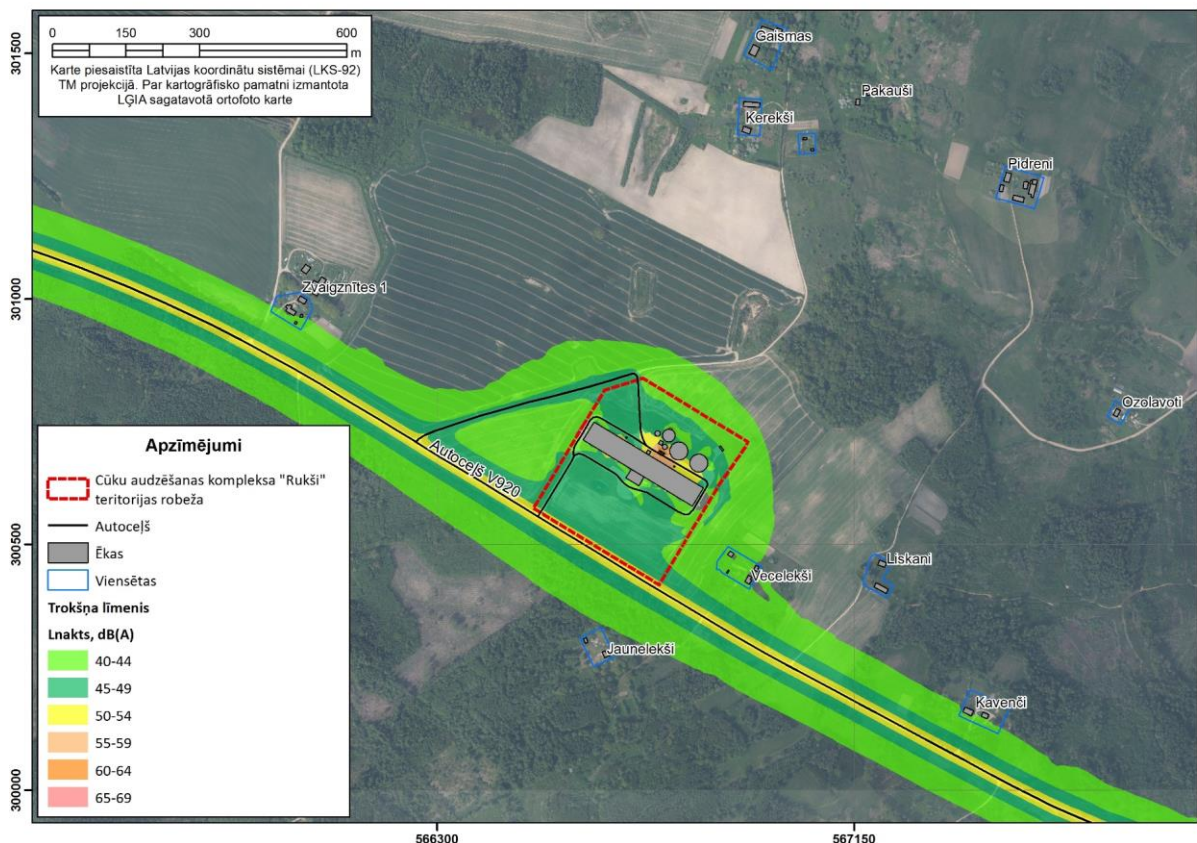 0 150 300 600
m
Karte piesaistīta Latvijas koordinātu sistēmai (LKS-92)
TM projekcijā. Par kartogrāfisko pamatni izmantota
LĢIA sagatavotā ortofoto karte
301500
301000
300500
300000
566300
567150
Gaismas
Pakauši
Kerekši
Pidreni
Zvaigznītes 1
Ozolavoti
Autoceļš V920
Liskani
Vecelekši
Jaunelekši
Kavenči
Apzīmējumi
Cūku audzēšanas kompleksa "Rukši"
teritorijas robeža
Autoceļš
Ēkas
Viensētas
Trokšņa līmenis
Lnakts, dB(A)
40-44
45-49
50-54
55-59
60-64
65-69